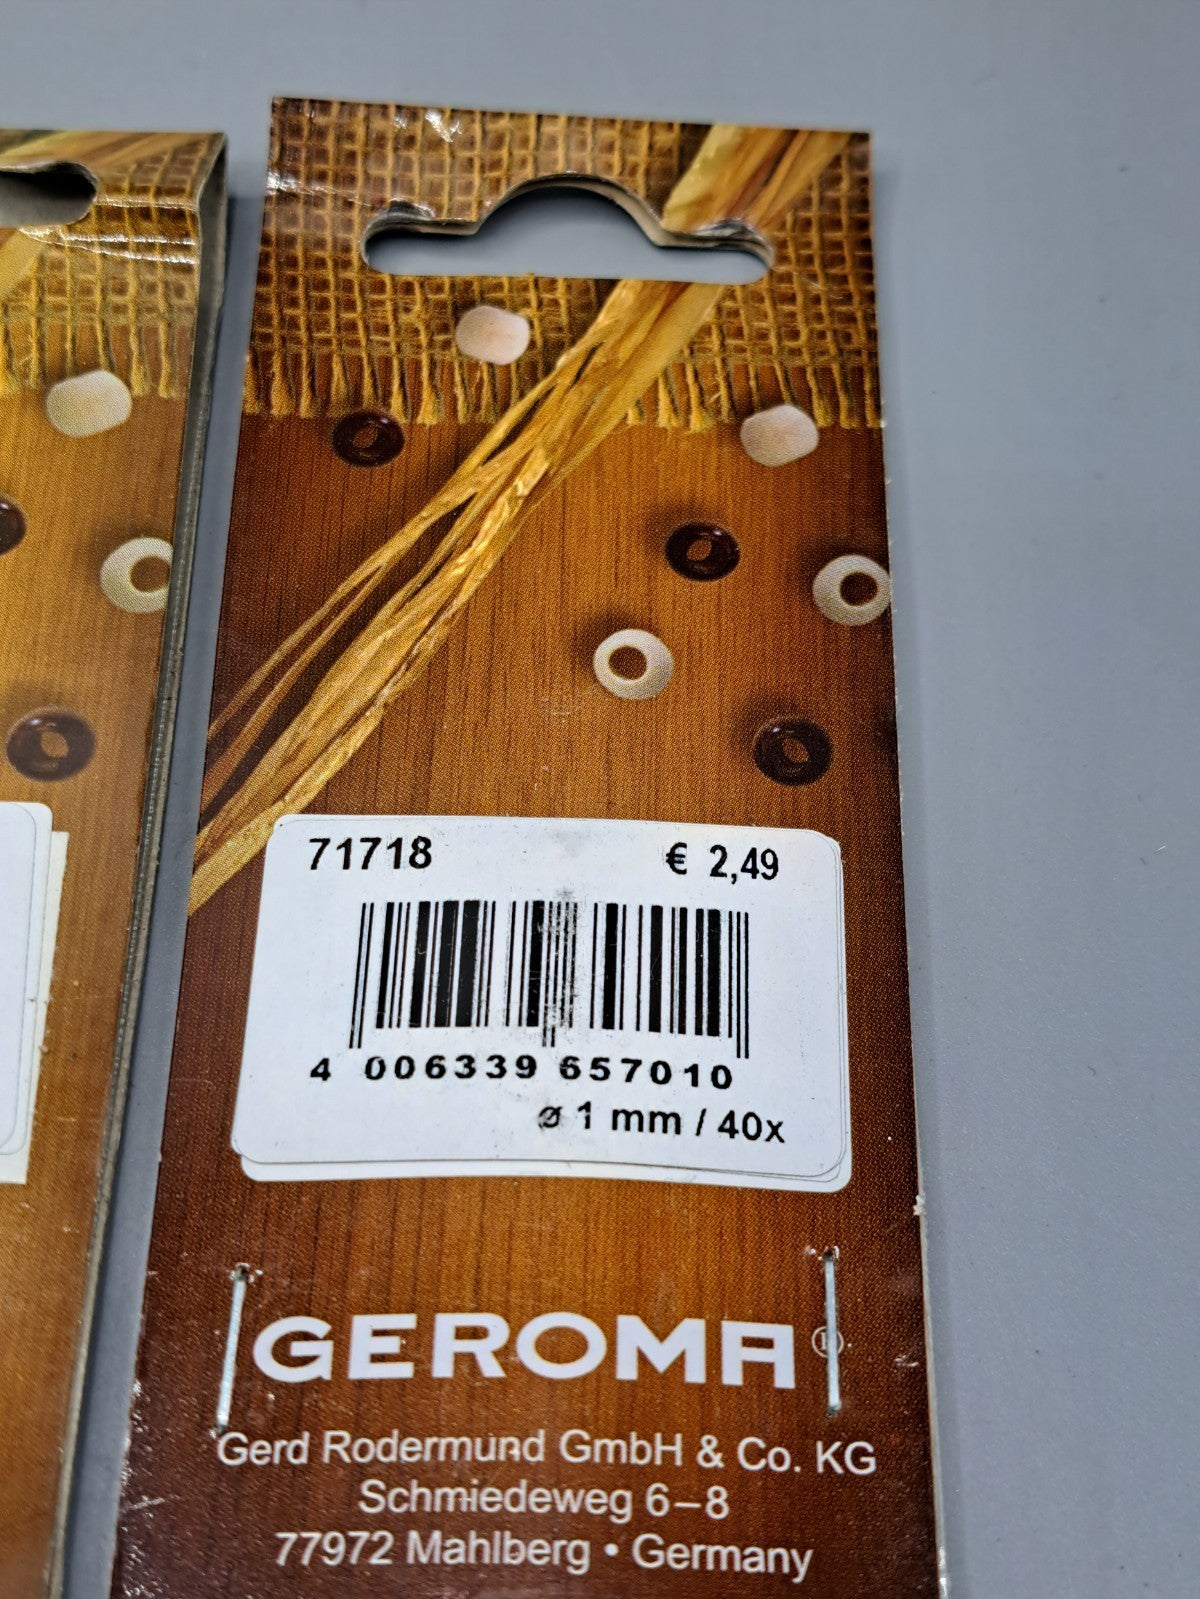 71718 € 2,49
4 006339 657010
ø 1 mm / 40x
GEROMA®
Gerd Rodermund GmbH & Co. KG
Schmiedeweg 6–8
77972 Mahlberg • Germany